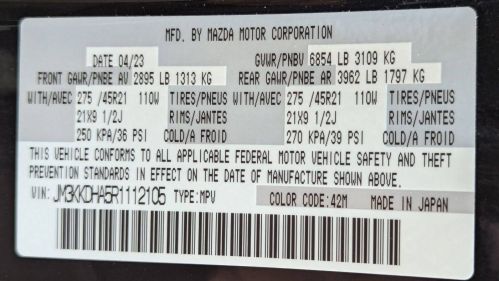 MFD. BY MAZDA MOTOR CORPORATION
DATE 04/23 GVWR/PNBV 6854 LB 3109 KG
FRONT GAWR/PNBE AV 2895 LB 1313 KG REAR GAWR/PNBE AR 3962 LB 1797 KG
WITH/AVEC 275 /45R21 110W TIRES/PNEUS WITH/AVEC 275 /45R21 110W TIRES/PNEUS
21X9 1/2J RIMS/JANTES 21X9 1/2J RIMS/JANTES
250 KPA/36 PSI COLD/A FROID 270 KPA/39 PSI COLD/A FROID
THIS VEHICLE CONFORMS TO ALL APPLICABLE FEDERAL MOTOR VEHICLE SAFETY AND THEFT
PREVENTION STANDARDS IN EFFECT ON THE DATE OF MANUFACTURE SHOWN ABOVE.
VIN: JM3KKDHA5R1112105 TYPE:MPV COLOR CODE:42M MADE IN JAPAN